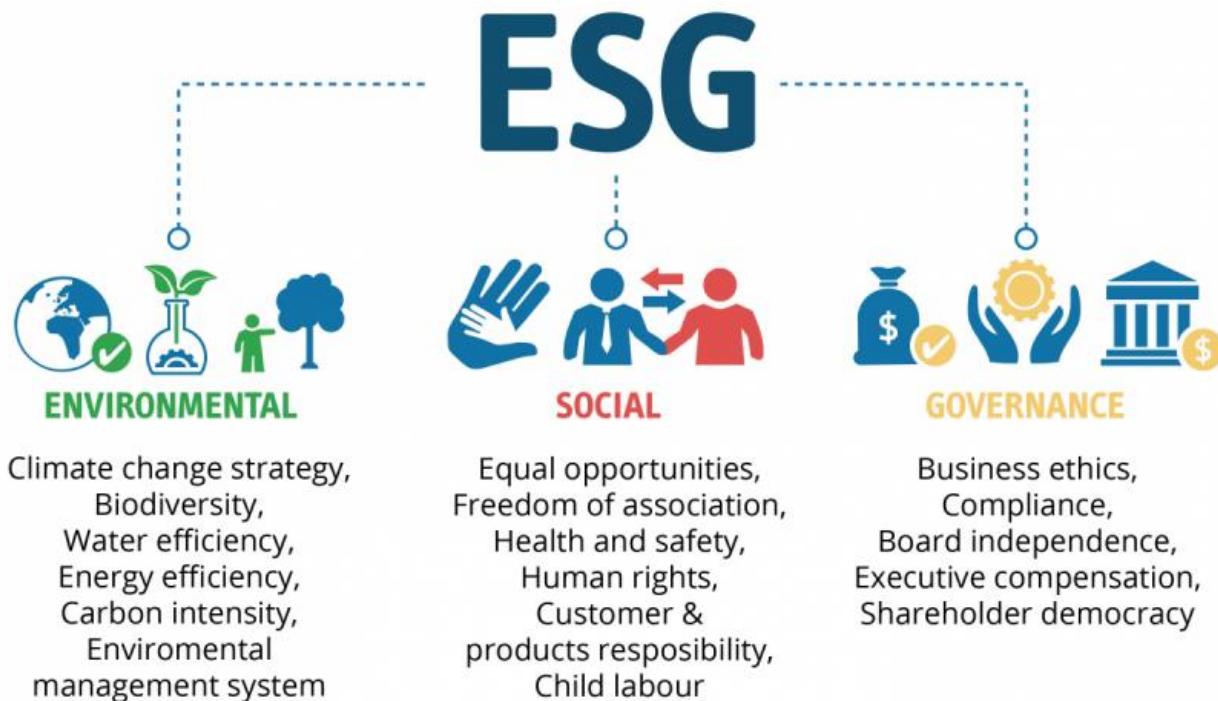 ESG
ENVIRONMENTAL
Climate change strategy,
Biodiversity,
Water efficiency,
Energy efficiency,
Carbon intensity,
Enviromental
management system
SOCIAL
Equal opportunities,
Freedom of association,
Health and safety,
Human rights,
Customer &
products resposibility,
Child labour
$
$
GOVERNANCE
Business ethics,
Compliance,
Board independence,
Executive compensation,
Shareholder democracy